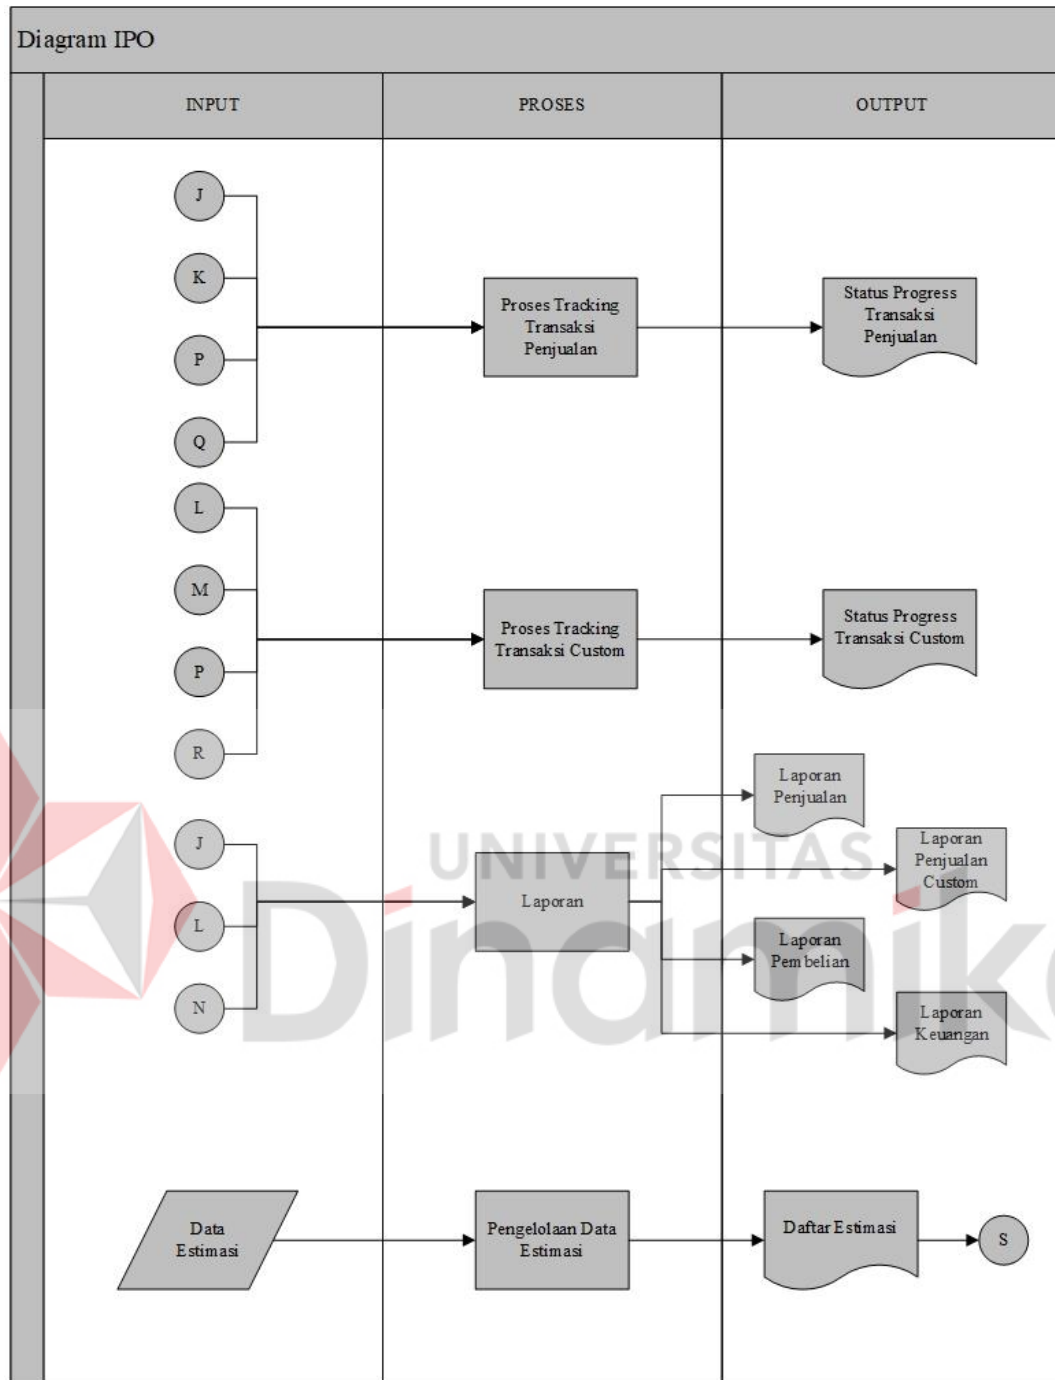 Diagram IPO
INPUT
PROSES
OUTPUT
J
K
P
Q
Proses Tracking
Transaksi
Penjualan
Status Progress
Transaksi
Penjualan
L
M
P
R
Proses Tracking
Transaksi Custom
Status Progress
Transaksi Custom
J
L
N
Laporan
Laporan
Penjualan
Laporan
Penjualan
Custom
Laporan
Pembelian
Laporan
Keuangan
UNIVERSITAS
Dinamika
Data
Estimasi
Pengelolaan Data
Estimasi
Daftar Estimasi
S